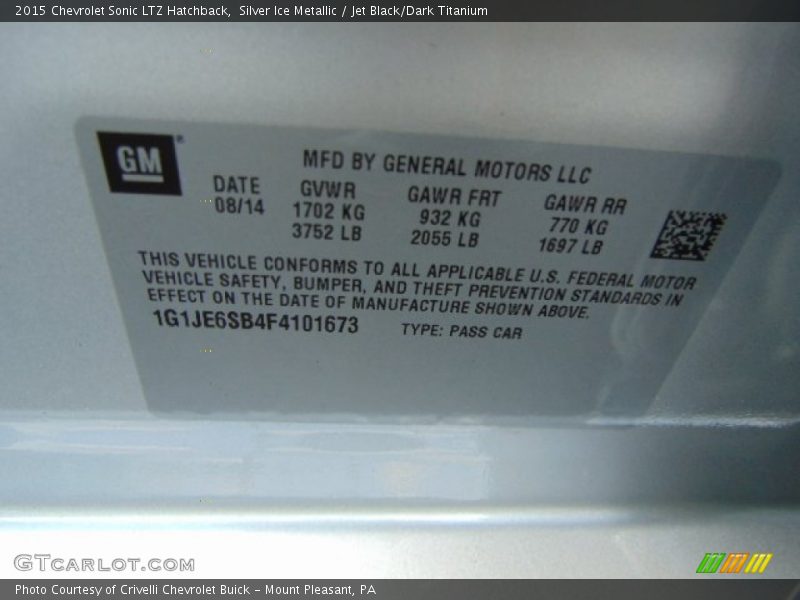 2015 Chevrolet Sonic LTZ Hatchback,  Silver Ice Metallic / Jet Black/Dark Titanium
GM®
MFD BY GENERAL MOTORS LLC
DATE GVWR GAWR FRT GAWR RR
08/14 1702 KG 932 KG 770 KG
3752 LB 2055 LB 1697 LB
THIS VEHICLE CONFORMS TO ALL APPLICABLE U.S. FEDERAL MOTOR
VEHICLE SAFETY, BUMPER, AND THEFT PREVENTION STANDARDS IN
EFFECT ON THE DATE OF MANUFACTURE SHOWN ABOVE.
1G1JE6SB4F4101673 TYPE: PASS CAR
GTCARLOT.COM
Photo Courtesy of Crivelli Chevrolet Buick – Mount Pleasant, PA